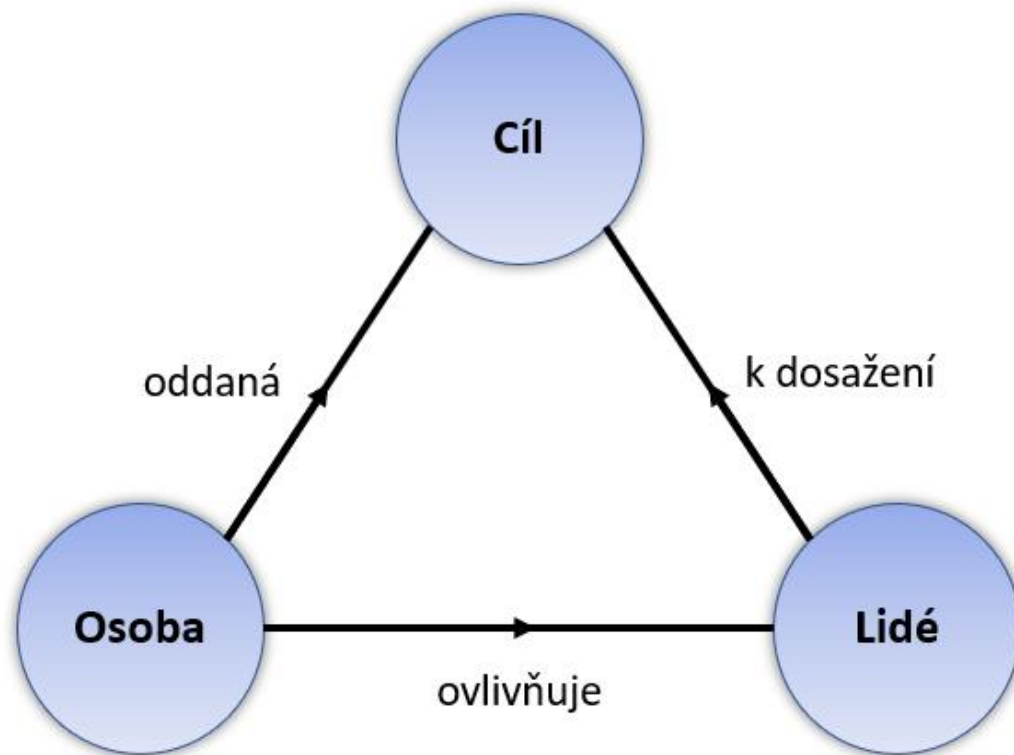 Cíl
oddaná
k dosažení
Osoba
Lidé
ovlivňuje